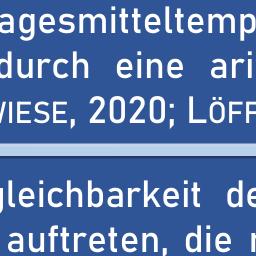 agesmitteltemp
durch eine ari
WIESE, 2020; LÖFF
gleichbarkeit de
auftreten, die